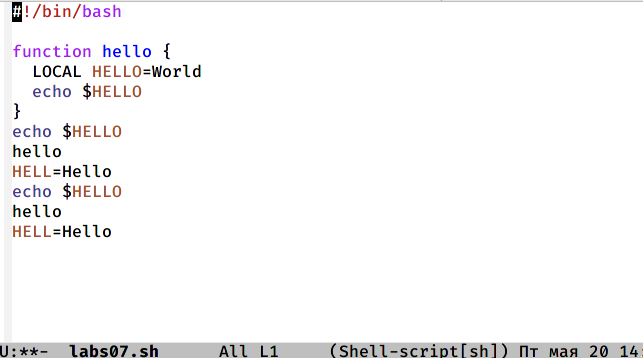 #!/bin/bash
function hello {
LOCAL HELLO=World
echo $HELLO
}
echo $HELLO
hello
HELL=Hello
echo $HELLO
hello
HELL=Hello
U:**- labs07.sh All L1 (Shell-script[sh]) Пт мая 20 14